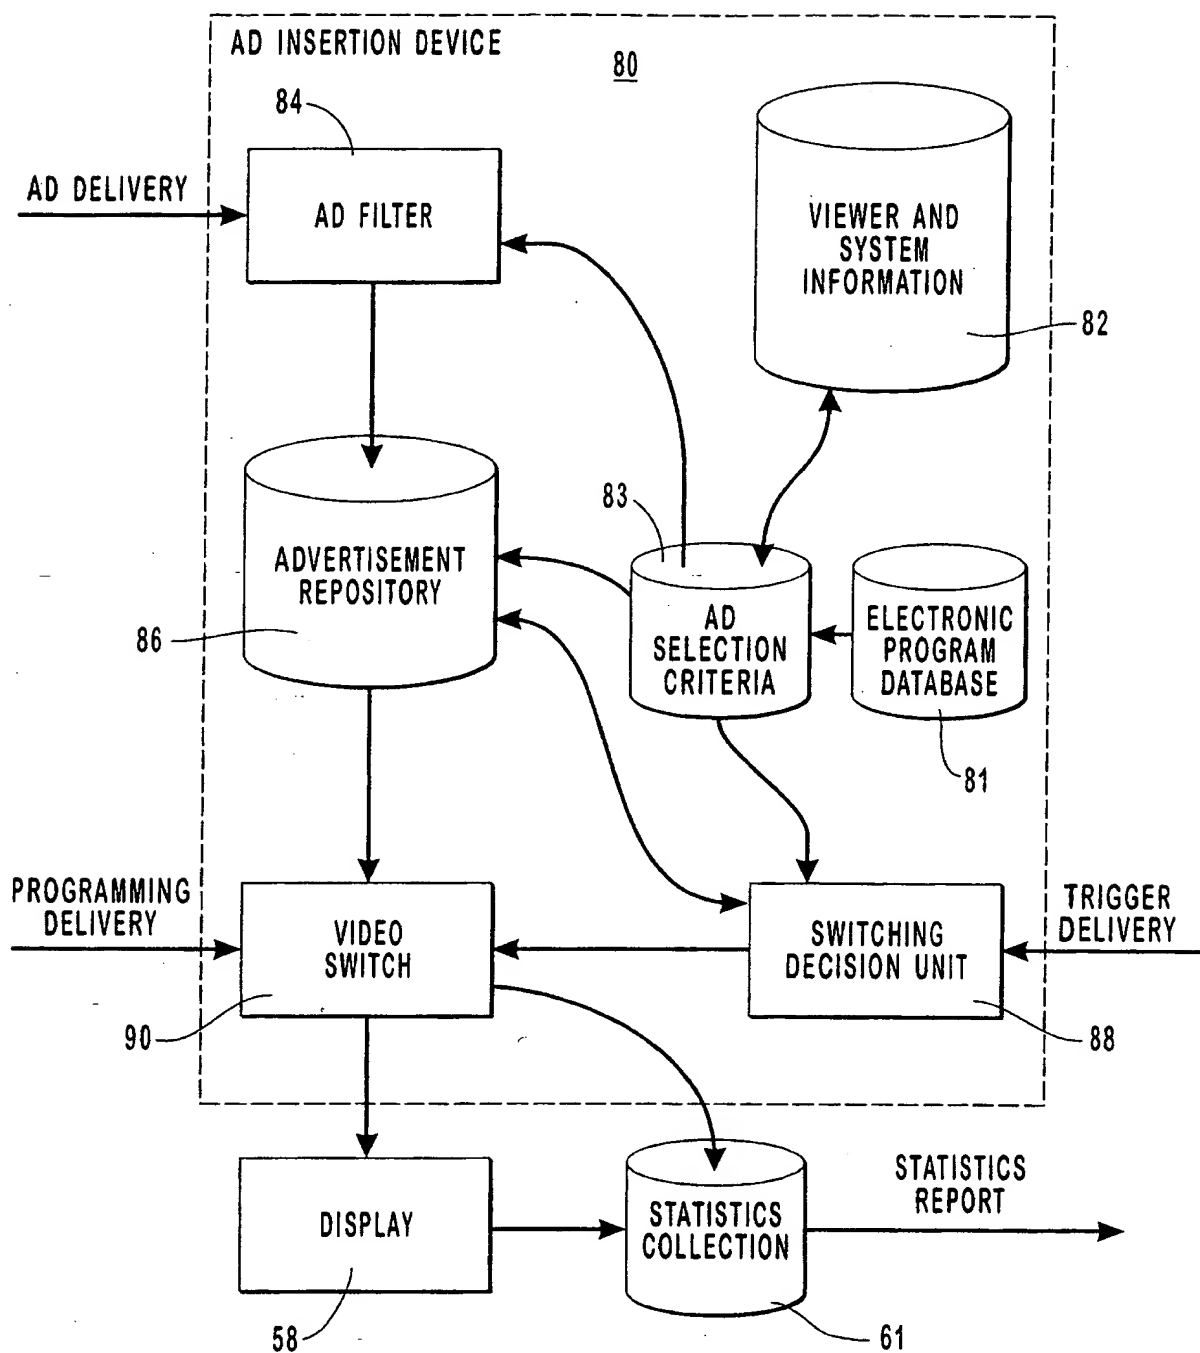 AD INSERTION DEVICE
80
84
AD DELIVERY
AD FILTER
VIEWER AND
SYSTEM
INFORMATION
82
83
ADVERTISEMENT
REPOSITORY
86
AD
SELECTION
CRITERIA
ELECTRONIC
PROGRAM
DATABASE
81
PROGRAMMING
DELIVERY
VIDEO
SWITCH
90
SWITCHING
DECISION UNIT
88
TRIGGER
DELIVERY
DISPLAY
58
STATISTICS
COLLECTION
61
STATISTICS
REPORT